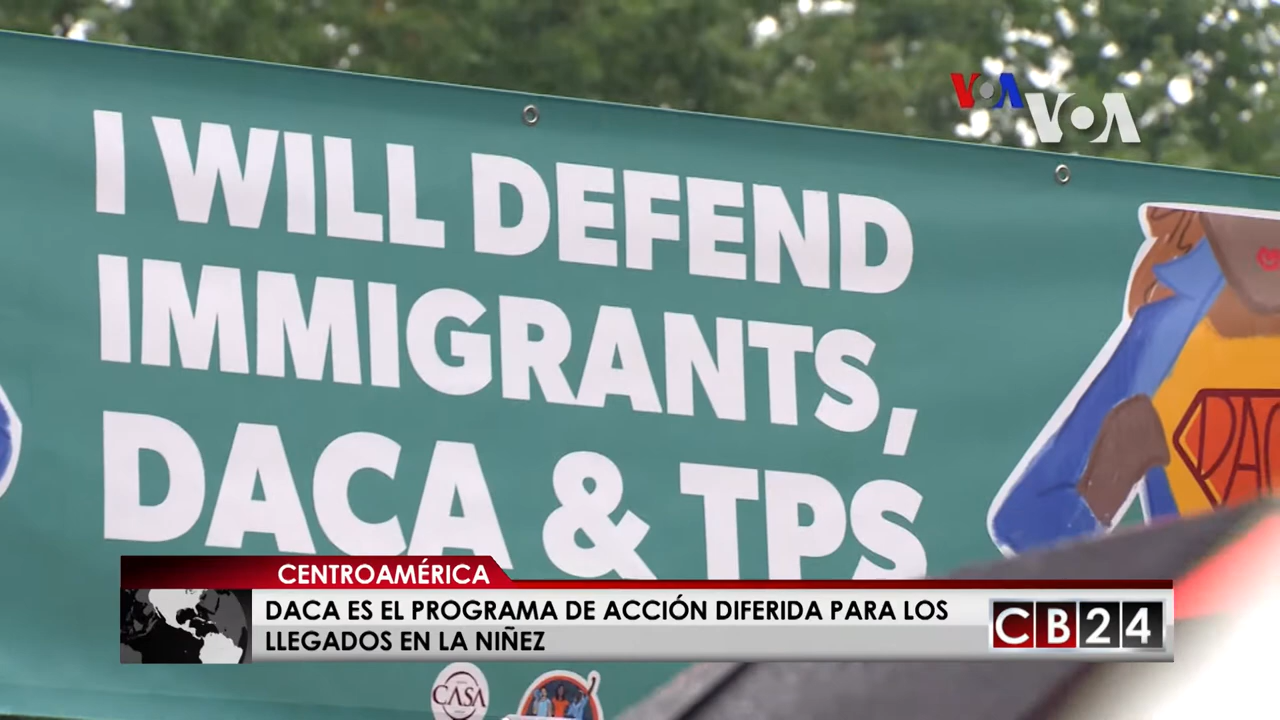 VOA VOA
I WILL DEFEND
IMMIGRANTS,
DACA & TPS
CENTROAMÉRICA
DACA ES EL PROGRAMA DE ACCIÓN DIFERIDA PARA LOS
LLEGADOS EN LA NIÑEZ
CB24
CASA